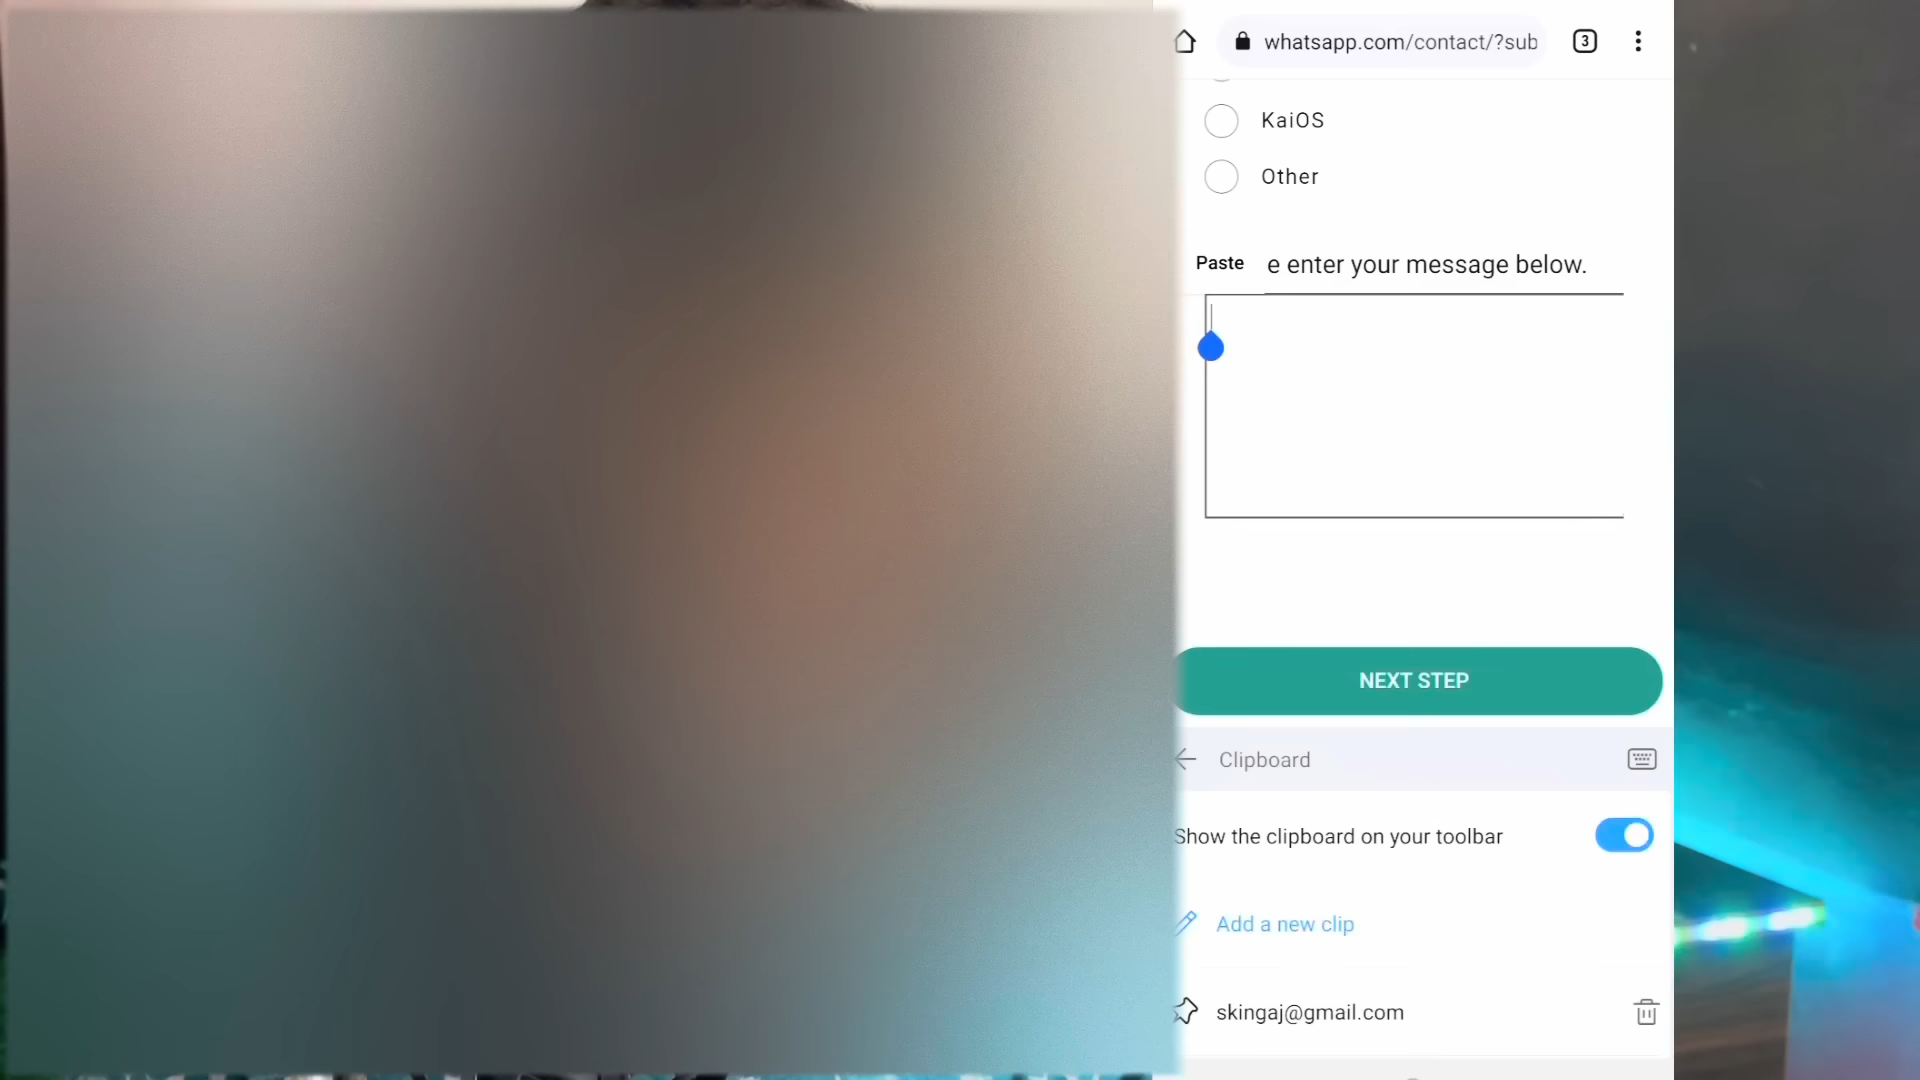 whatsapp.com/contact/?sub
3
KaiOS
Other
Paste
e enter your message below.
NEXT STEP
Clipboard
Show the clipboard on your toolbar
Add a new clip
skingaj@gmail.com